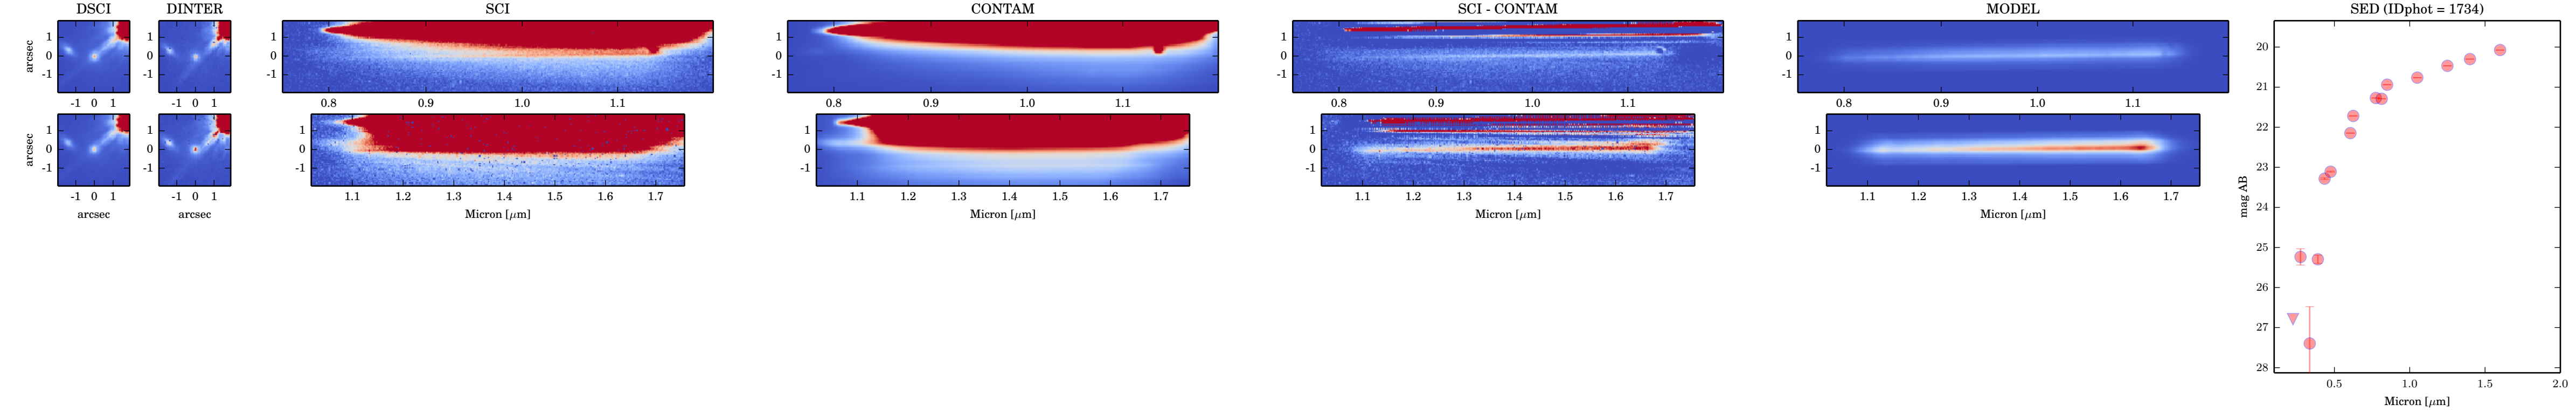 DSCI DINTER SCI CONTAM SCI - CONTAM MODEL SED (IDphot = 1734)
arcsec
1
0
-1
-1 0 1
1
0
-1
-1 0 1
1
0
-1
0.8 0.9 1.0 1.1
1
0
-1
0.8 0.9 1.0 1.1
1
0
-1
0.8 0.9 1.0 1.1
1
0
-1
0.8 0.9 1.0 1.1
arcsec
1
0
-1
-1 0 1
arcsec
1
0
-1
-1 0 1
arcsec
1
0
-1
1.1 1.2 1.3 1.4 1.5 1.6 1.7
Micron [μm]
1
0
-1
1.1 1.2 1.3 1.4 1.5 1.6 1.7
Micron [μm]
1
0
-1
1.1 1.2 1.3 1.4 1.5 1.6 1.7
Micron [μm]
1
0
-1
1.1 1.2 1.3 1.4 1.5 1.6 1.7
Micron [μm]
mag AB
20
21
22
23
24
25
26
27
28
0.5 1.0 1.5 2.0
Micron [μm]